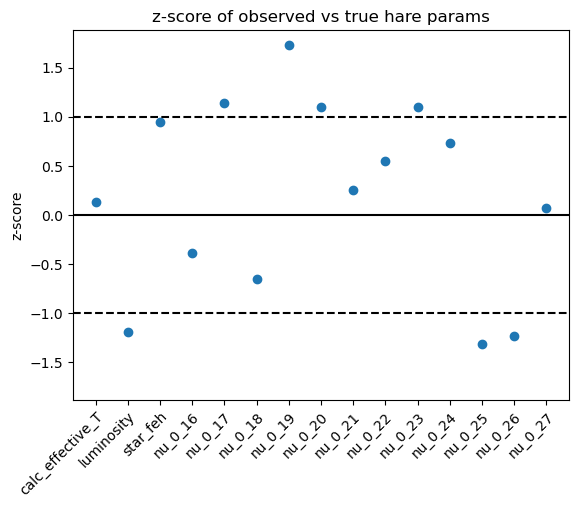 z-score of observed vs true hare params
z-score
1.5
1.0
0.5
0.0
−0.5
−1.0
−1.5
calc_effective_T
luminosity
star_feh
nu_0_16
nu_0_17
nu_0_18
nu_0_19
nu_0_20
nu_0_21
nu_0_22
nu_0_23
nu_0_24
nu_0_25
nu_0_26
nu_0_27